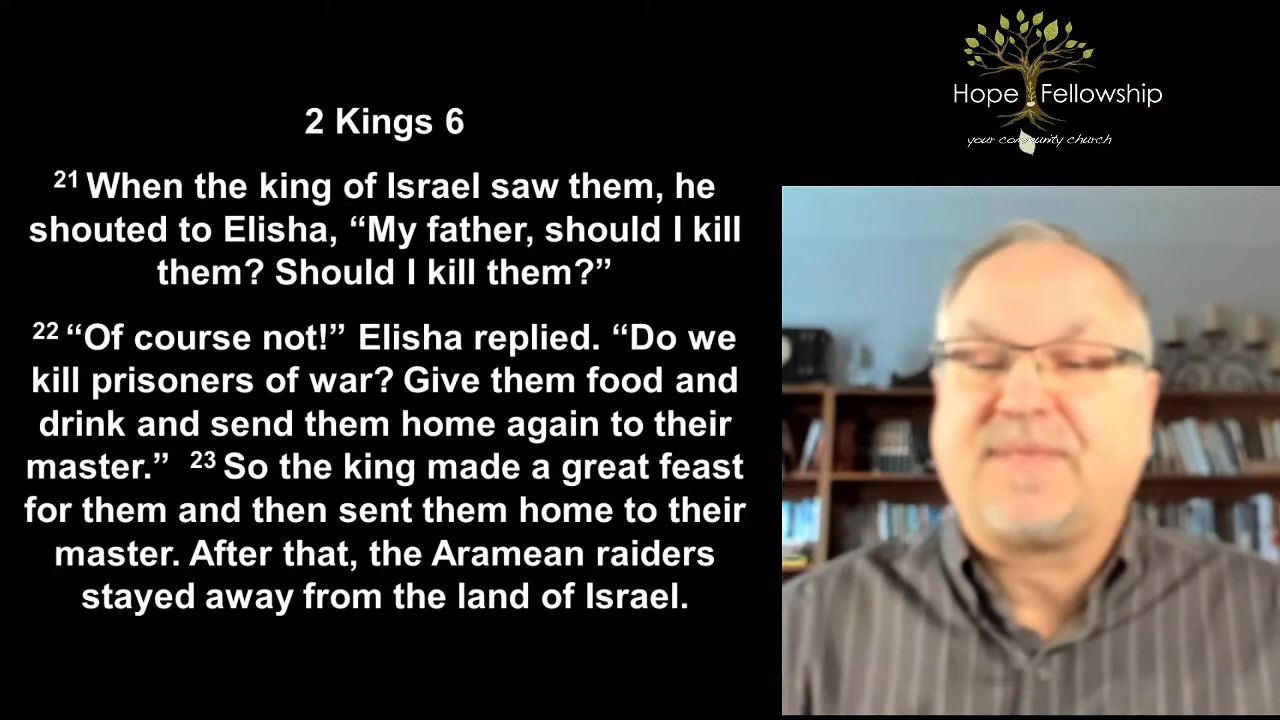 2 Kings 6
21 When the king of Israel saw them, he
shouted to Elisha, “My father, should I kill
them? Should I kill them?”
22 “Of course not!” Elisha replied. “Do we
kill prisoners of war? Give them food and
drink and send them home again to their
master.” 23 So the king made a great feast
for them and then sent them home to their
master. After that, the Aramean raiders
stayed away from the land of Israel.
Hope Fellowship
your community church